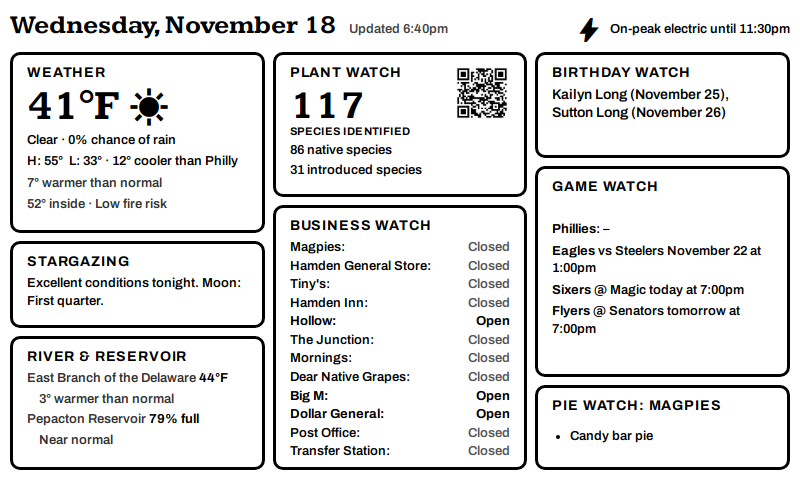 Wednesday, November 18 Updated 6:40pm
On-peak electric until 11:30pm
WEATHER
41°F
Clear · 0% chance of rain
H: 55° L: 33° · 12° cooler than Philly
7° warmer than normal
52° inside · Low fire risk
STARGAZING
Excellent conditions tonight. Moon:
First quarter.
RIVER & RESERVOIR
East Branch of the Delaware 44°F
3° warmer than normal
Pepacton Reservoir 79% full
Near normal
PLANT WATCH
117
SPECIES IDENTIFIED
86 native species
31 introduced species
BUSINESS WATCH
Magpies: Closed
Hamden General Store: Closed
Tiny's: Closed
Hamden Inn: Closed
Hollow: Open
The Junction: Closed
Mornings: Closed
Dear Native Grapes: Closed
Big M: Open
Dollar General: Open
Post Office: Closed
Transfer Station: Closed
BIRTHDAY WATCH
Kailyn Long (November 25),
Sutton Long (November 26)
GAME WATCH
Phillies: –
Eagles vs Steelers November 22 at
1:00pm
Sixers @ Magic today at 7:00pm
Flyers @ Senators tomorrow at
7:00pm
PIE WATCH: MAGPIES
• Candy bar pie